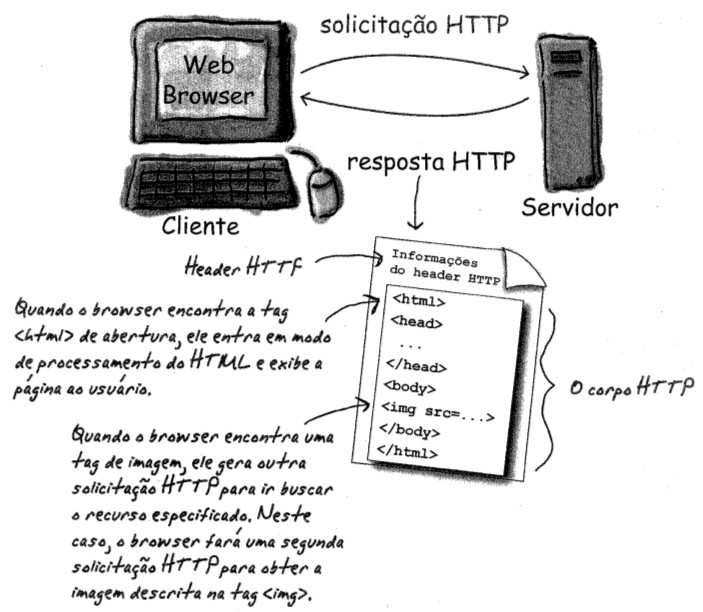 solicitação HTTP
Web
Browser
resposta HTTP
Cliente
Servidor
Header HTTP
Informações
do header HTTP
Quando o browser encontra a tag
<html> de abertura, ele entra em modo
de processamento do HTML e exibe a
página ao usuário.
<html>
<head>
...
</head>
<body>
<img src=...>
</body>
</html>
O corpo HTTP
Quando o browser encontra uma
tag de imagem, ele gera outra
solicitação HTTP para ir buscar
o recurso especificado. Neste
caso, o browser fará uma segunda
solicitação HTTP para obter a
imagem descrita na tag <img>.